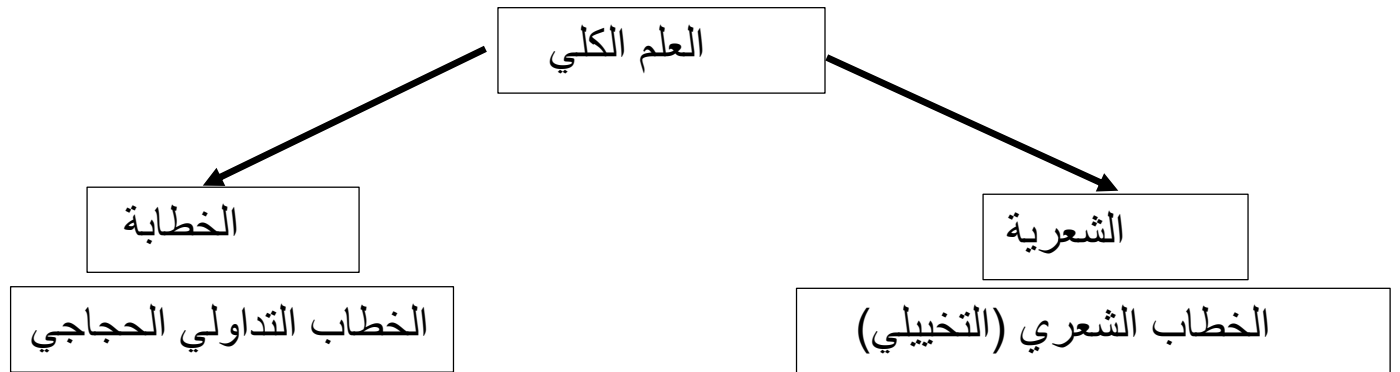 العلم الكلي
الشعرية
الخطابة
الخطاب الشعري (التخييلي)
الخطاب التداولي الحجاجي